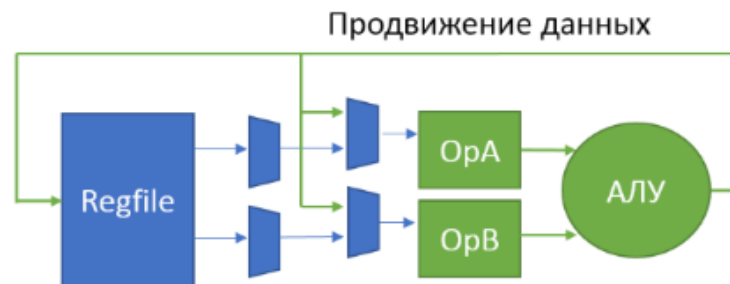 Продвижение данных
Regfile
OpA
OpB
АЛУ